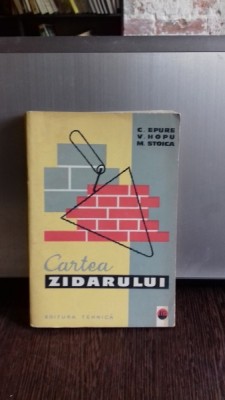 C. EPURE
V. HOPU
M. STOICA
Cartea
ZIDARULUI
EDITURA TEHNICĂ